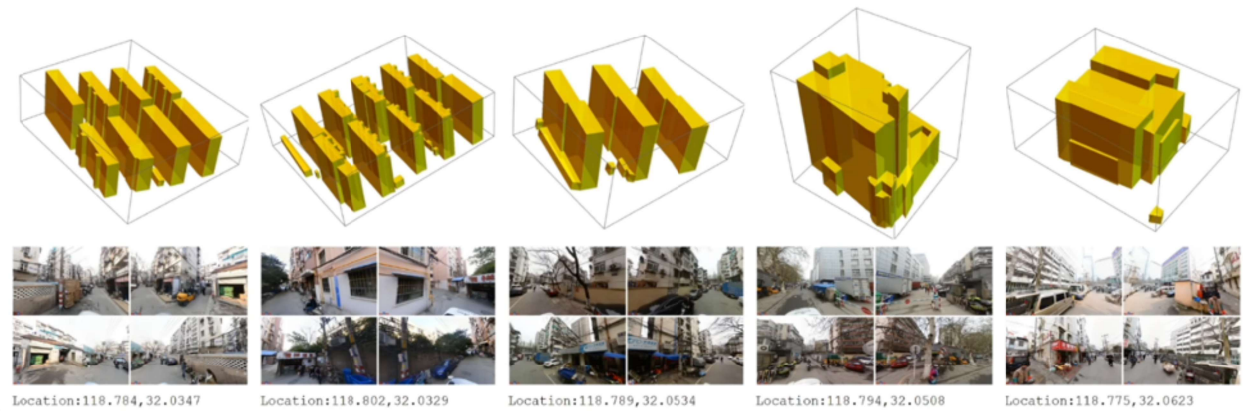 Location:118.784,32.0347
Location:118.802,32.0329
Location:118.789,32.0534
Location:118.794,32.0508
Location:118.775,32.0623